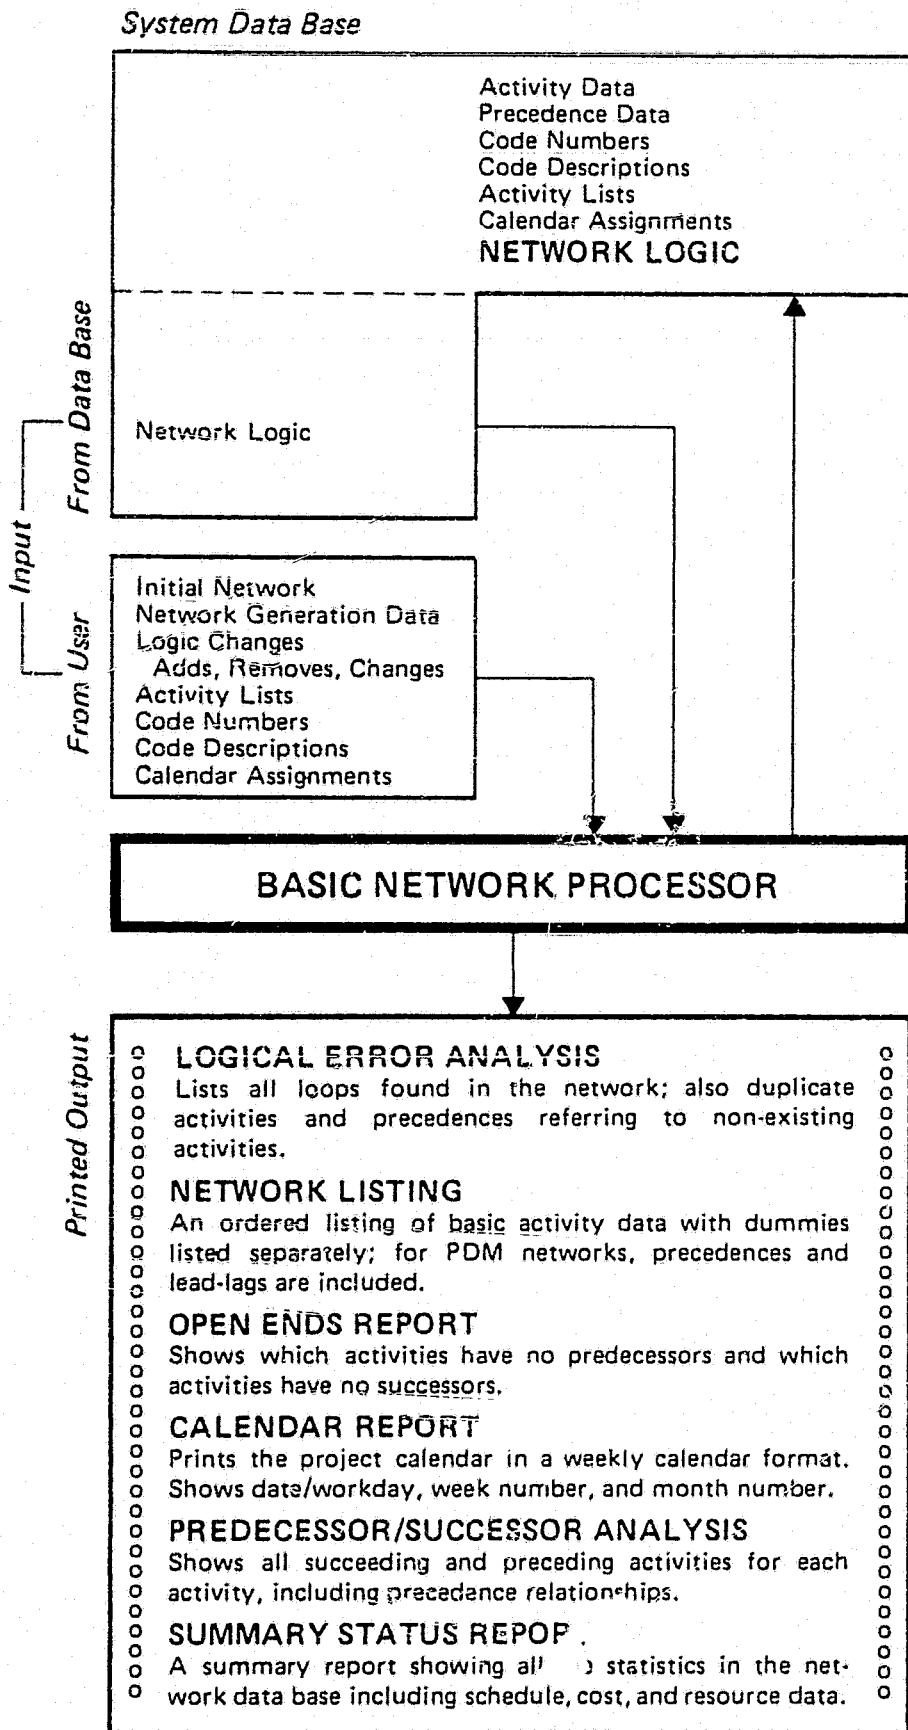 System Data Base
Activity Data
Precedence Data
Code Numbers
Code Descriptions
Activity Lists
Calendar Assignments
NETWORK LOGIC
Input
From Data Base
Network Logic
From User
Initial Network
Network Generation Data
Logic Changes
Adds, Removes, Changes
Activity Lists
Code Numbers
Code Descriptions
Calendar Assignments
BASIC NETWORK PROCESSOR
Printed Output
LOGICAL ERROR ANALYSIS
Lists all loops found in the network; also duplicate
activities and precedences referring to non-existing
activities.
NETWORK LISTING
An ordered listing of basic activity data with dummies
listed separately; for PDM networks, precedences and
lead-lags are included.
OPEN ENDS REPORT
Shows which activities have no predecessors and which
activities have no successors.
CALENDAR REPORT
Prints the project calendar in a weekly calendar format.
Shows date/workday, week number, and month number.
PREDECESSOR/SUCCESSOR ANALYSIS
Shows all succeeding and preceding activities for each
activity, including precedance relationships.
SUMMARY STATUS
A summary report showing all statistics in the net-
work data base including schedule, cost, and resource data.